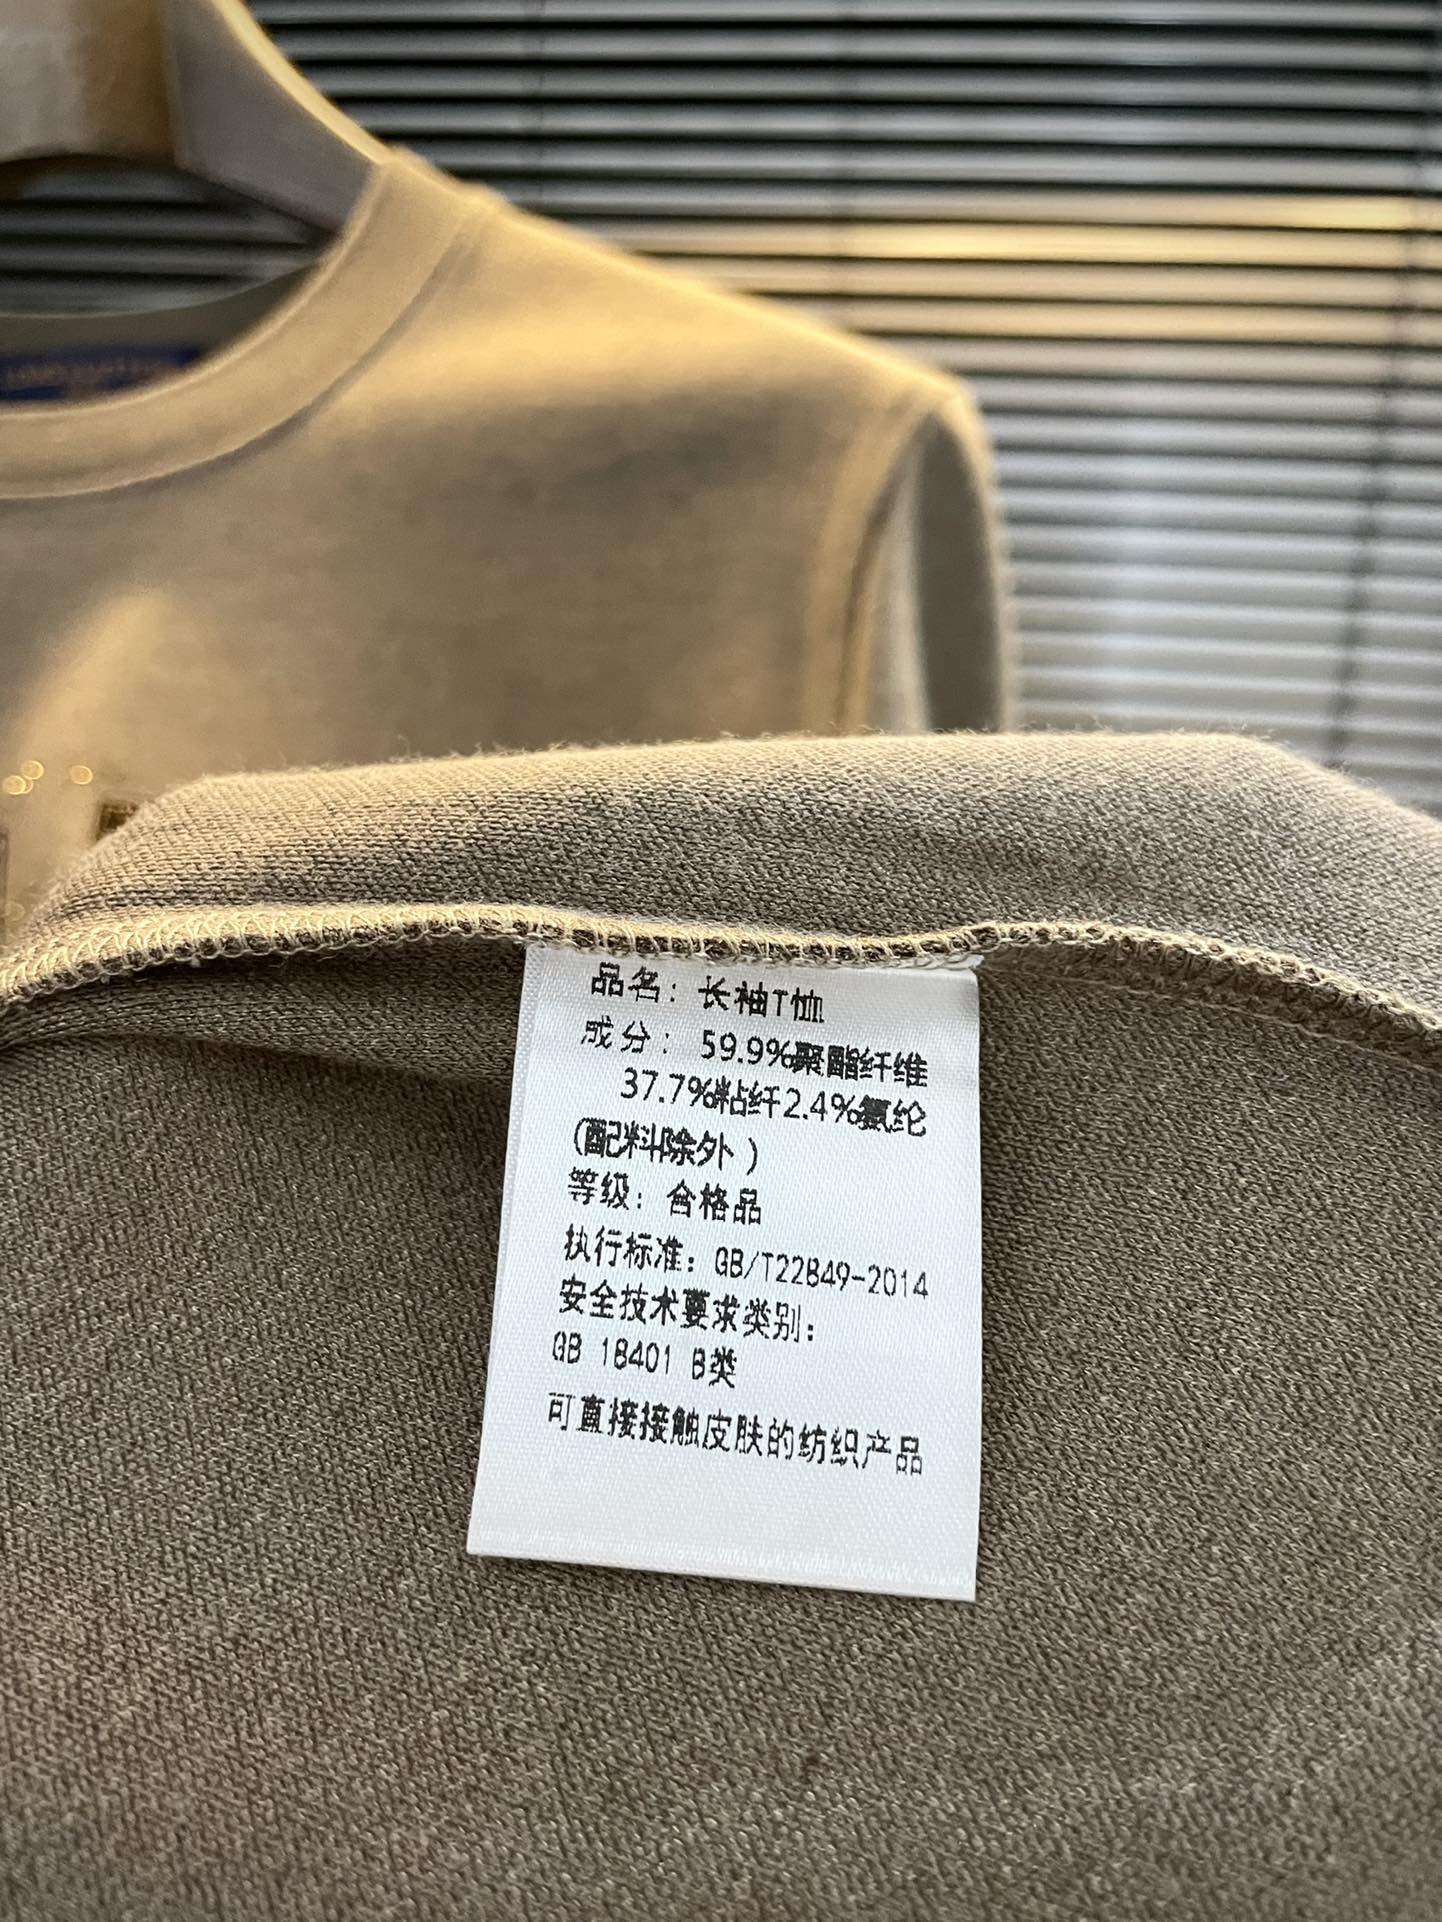 品名：长袖T恤
成分：59.9%聚酯纤维
37.7%粘纤2.4%氨纶
(配料除外)
等级：合格品
执行标准：GB/T22849-2014
安全技术要求类别：
GB 18401 B类
可直接接触皮肤的纺织产品